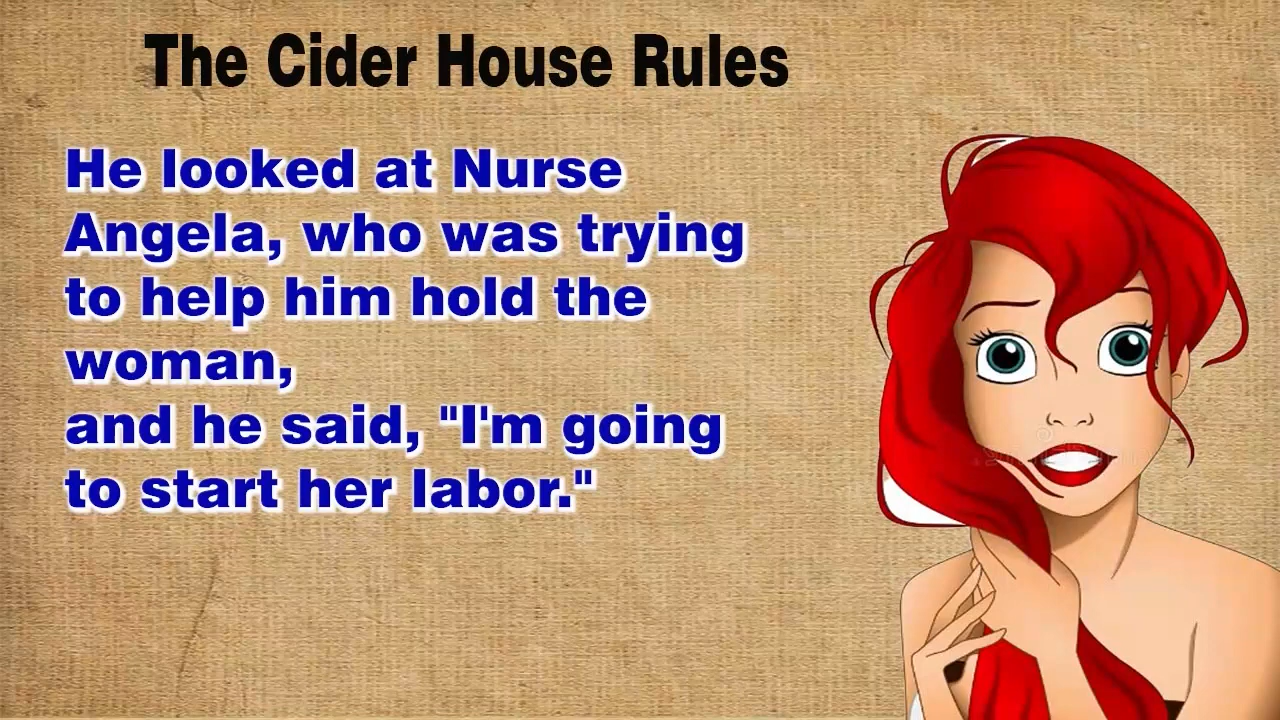 The Cider House Rules
He looked at Nurse
Angela, who was trying
to help him hold the
woman,
and he said, "I'm going
to start her labor."